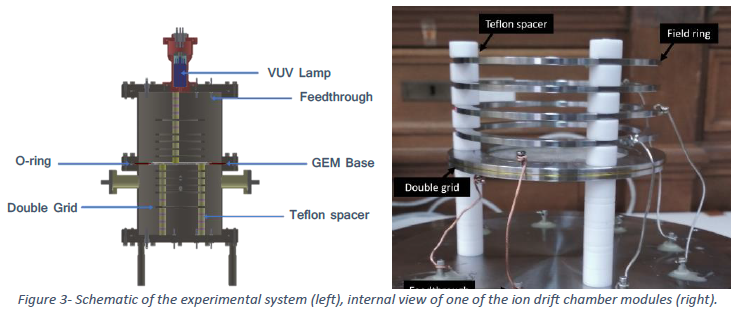 VUV Lamp
Feedthrough
O-ring
GEM Base
Double Grid
Teflon spacer
Teflon spacer
Field ring
Double grid
Feedthrough
Figure 3- Schematic of the experimental system (left), internal view of one of the ion drift chamber modules (right).